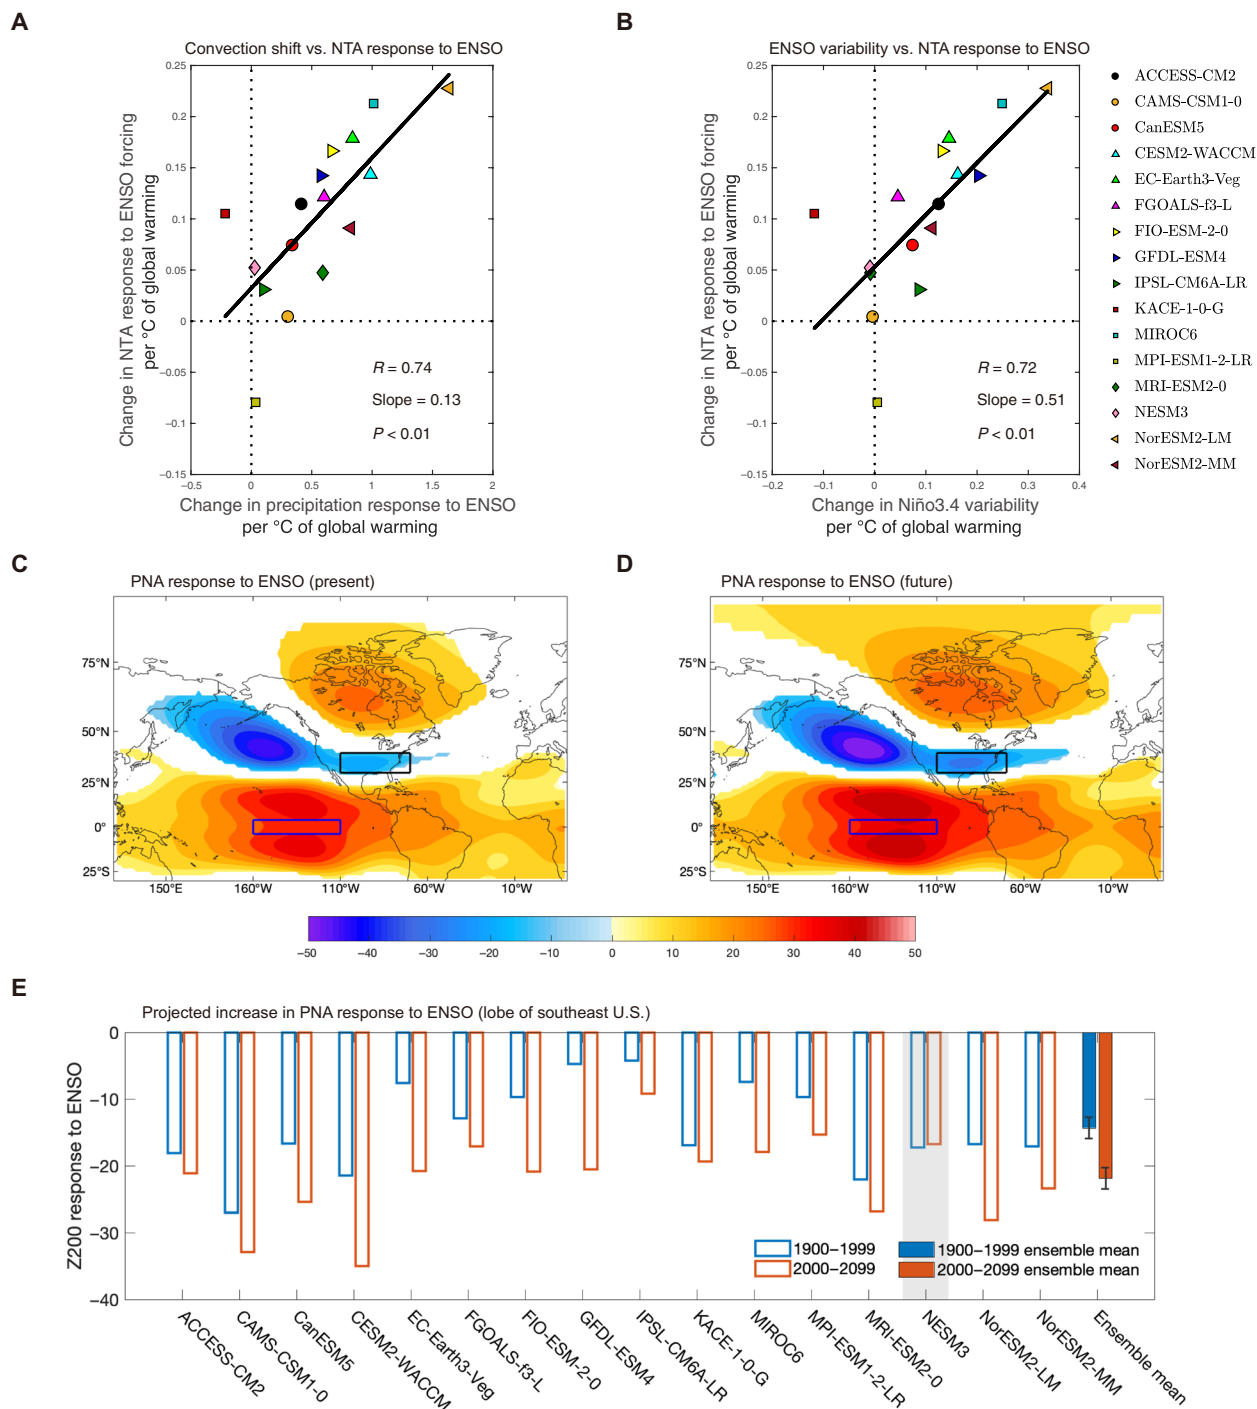 A
Convection shift vs. NTA response to ENSO
Change in NTA response to ENSO forcing
per °C of global warming
0.25
0.2
0.15
0.1
0.05
0
−0.05
−0.1
−0.15
R = 0.74
Slope = 0.13
P < 0.01
−0.5
0
0.5
1
1.5
2
Change in precipitation response to ENSO
per °C of global warming
B
ENSO variability vs. NTA response to ENSO
Change in NTA response to ENSO forcing
per °C of global warming
0.25
0.2
0.15
0.1
0.05
0
−0.05
−0.1
−0.15
R = 0.72
Slope = 0.51
P < 0.01
−0.2
−0.1
0
0.1
0.2
0.3
0.4
Change in Niño3.4 variability
per °C of global warming
ACCESS-CM2
CAMS-CSM1-0
CanESM5
CESM2-WACCM
EC-Earth3-Veg
FGOALS-f3-L
FIO-ESM-2-0
GFDL-ESM4
IPSL-CM6A-LR
KACE-1-0-G
MIROC6
MPI-ESM1-2-LR
MRI-ESM2-0
NESM3
NorESM2-LM
NorESM2-MM
C
PNA response to ENSO (present)
75°N
50°N
25°N
0°
25°S
150°E
160°W
110°W
60°W
10°W
D
PNA response to ENSO (future)
75°N
50°N
25°N
0°
25°S
150°E
160°W
110°W
60°W
10°W
−50
−40
−30
−20
−10
0
10
20
30
40
50
E
Projected increase in PNA response to ENSO (lobe of southeast U.S.)
Z200 response to ENSO
0
−10
−20
−30
−40
1900−1999
2000−2099
1900−1999 ensemble mean
2000−2099 ensemble mean
ACCESS-CM2
CAMS-CSM1-0
CanESM5
CESM2-WACCM
EC-Earth3-Veg
FGOALS-f3-L
FIO-ESM-2-0
GFDL-ESM4
IPSL-CM6A-LR
KACE-1-0-G
MIROC6
MPI-ESM1-2-LR
MRI-ESM2-0
NESM3
NorESM2-LM
NorESM2-MM
Ensemble mean